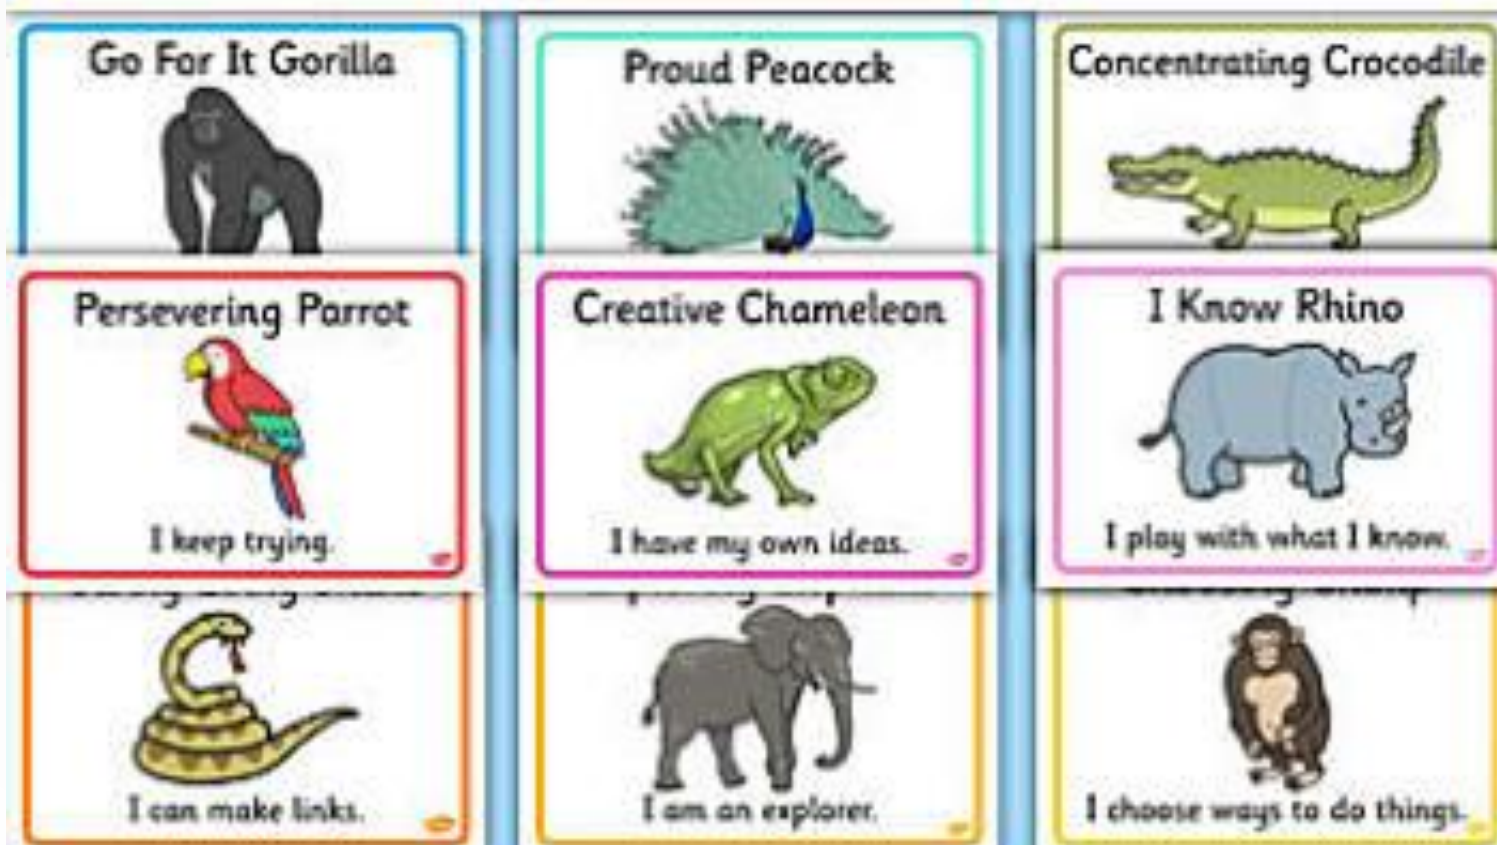 Go For It Gorilla
Proud Peacock
Concentrating Crocodile
Persevering Parrot
I keep trying.
Creative Chameleon
I have my own ideas.
I Know Rhino
I play with what I know.
I can make links.
I am an explorer.
I choose ways to do things.